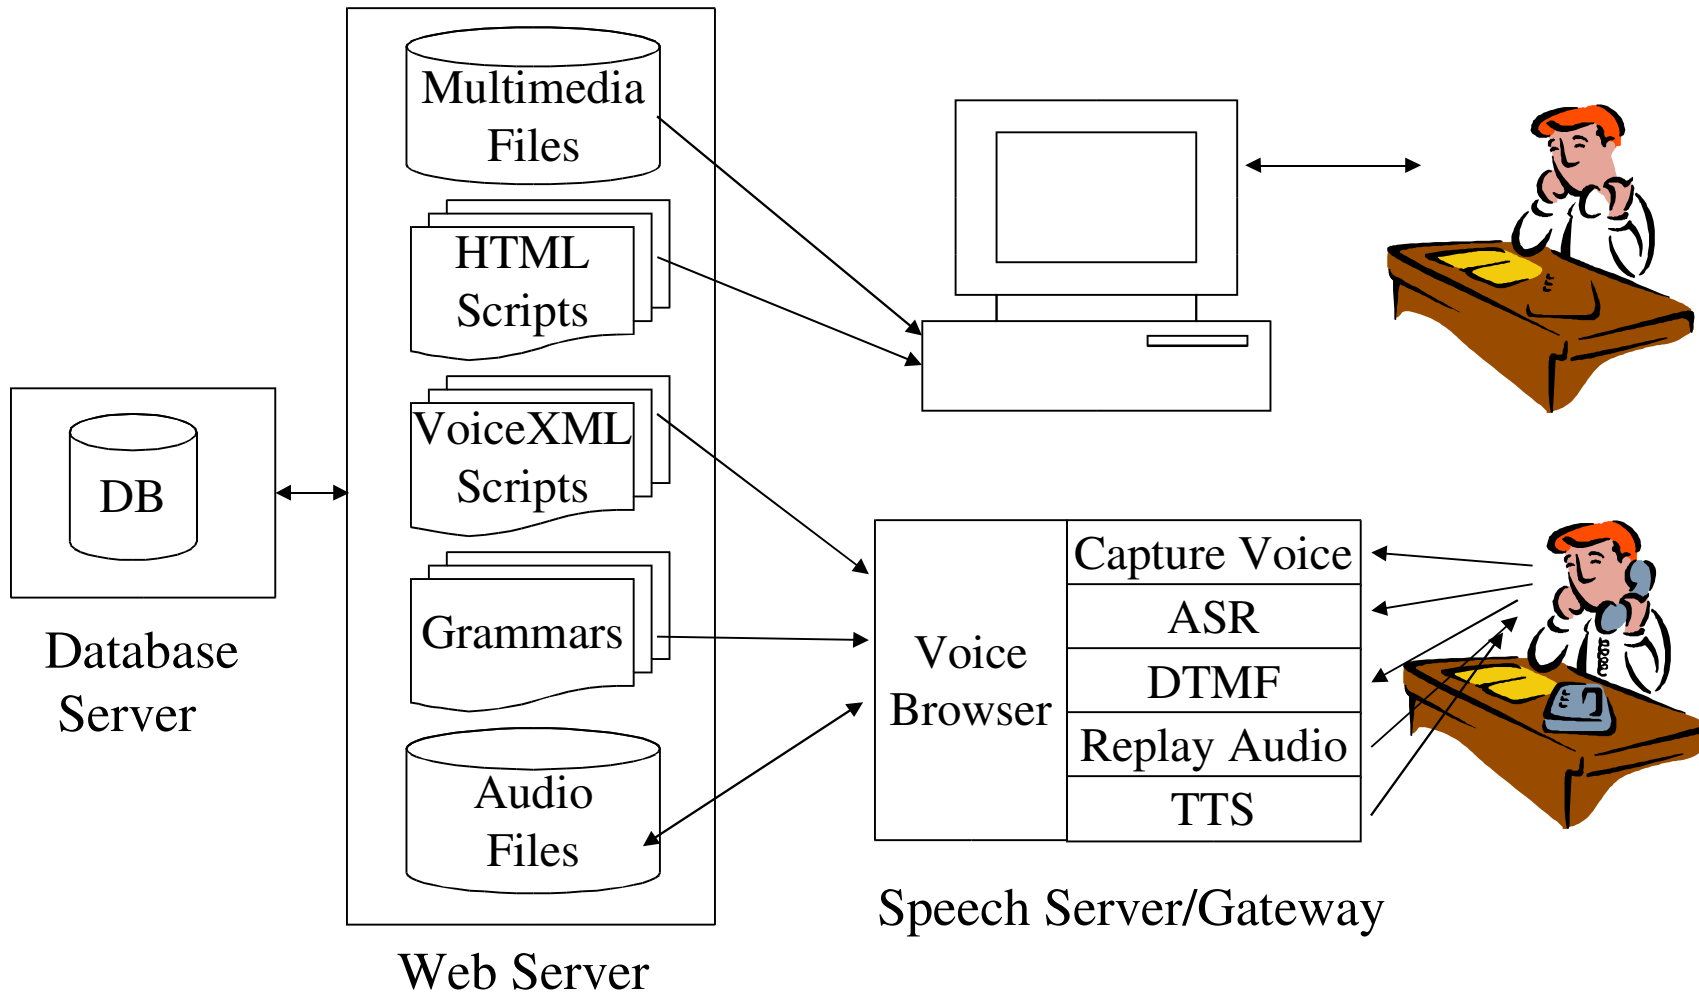 Multimedia
Files
HTML
Scripts
VoiceXML
Scripts
Grammars
Audio
Files
Web Server
DB
Database
Server
Voice
Browser
Capture Voice
ASR
DTMF
Replay Audio
TTS
Speech Server/Gateway